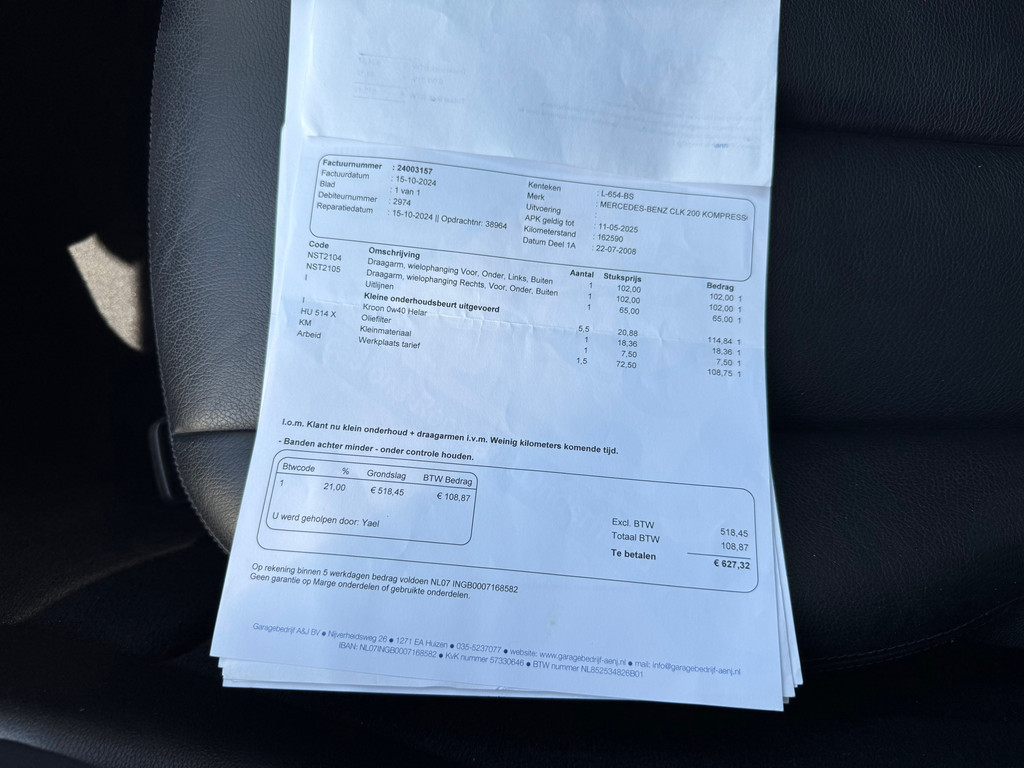 Factuurnummer : 24003157
Factuurdatum : 15-10-2024
Blad : 1 van 1
Debiteurnummer : 2974
Reparatiedatum : 15-10-2024 || Opdrachtnr: 38964
Kenteken : L-654-BS
Merk : MERCEDES-BENZ CLK 200 KOMPRESS
Uitvoering :
APK geldig tot : 11-05-2025
Kilometerstand : 162590
Datum Deel 1A : 22-07-2008
Code Omschrijving Aantal Stuksprijs Bedrag
NST2104 Draagarm, wielophanging Voor, Onder, Links, Buiten 1 102,00 102,00 1
NST2105 Draagarm, wielophanging Rechts, Voor, Onder, Buiten 1 102,00 102,00 1
I Uitlijnen 1 65,00 65,00 1
Kleine onderhoudsbeurt uitgevoerd
I Kroon 0w40 Helar 5,5 20,88 114,84 1
HU 514 X Oliefilter 1 18,36 18,36 1
KM Kleinmateriaal 1 7,50 7,50 1
Arbeid Werkplaats tarief 1,5 72,50 108,75 1
I.o.m. Klant nu klein onderhoud + draagarmen i.v.m. Weinig kilometers komende tijd.
- Banden achter minder - onder controle houden.
Btwcode % Grondslag BTW Bedrag
1 21,00 € 518,45 € 108,87
U werd geholpen door: Yael
Excl. BTW 518,45
Totaal BTW 108,87
Te betalen € 627,32
Op rekening binnen 5 werkdagen bedrag voldoen NL07 INGB0007168582
Geen garantie op Marge onderdelen of gebruikte onderdelen.
Garagebedrijf A&J BV ● Nijverheidsweg 26 ● 1271 EA Huizen ● 035-5237077 ● website: www.garagebedrijf-aenj.nl ● mail: info@garagebedrijf-aenj.nl
IBAN: NL07INGB0007168582 ● KvK nummer 57330646 ● BTW nummer NL852534826B01